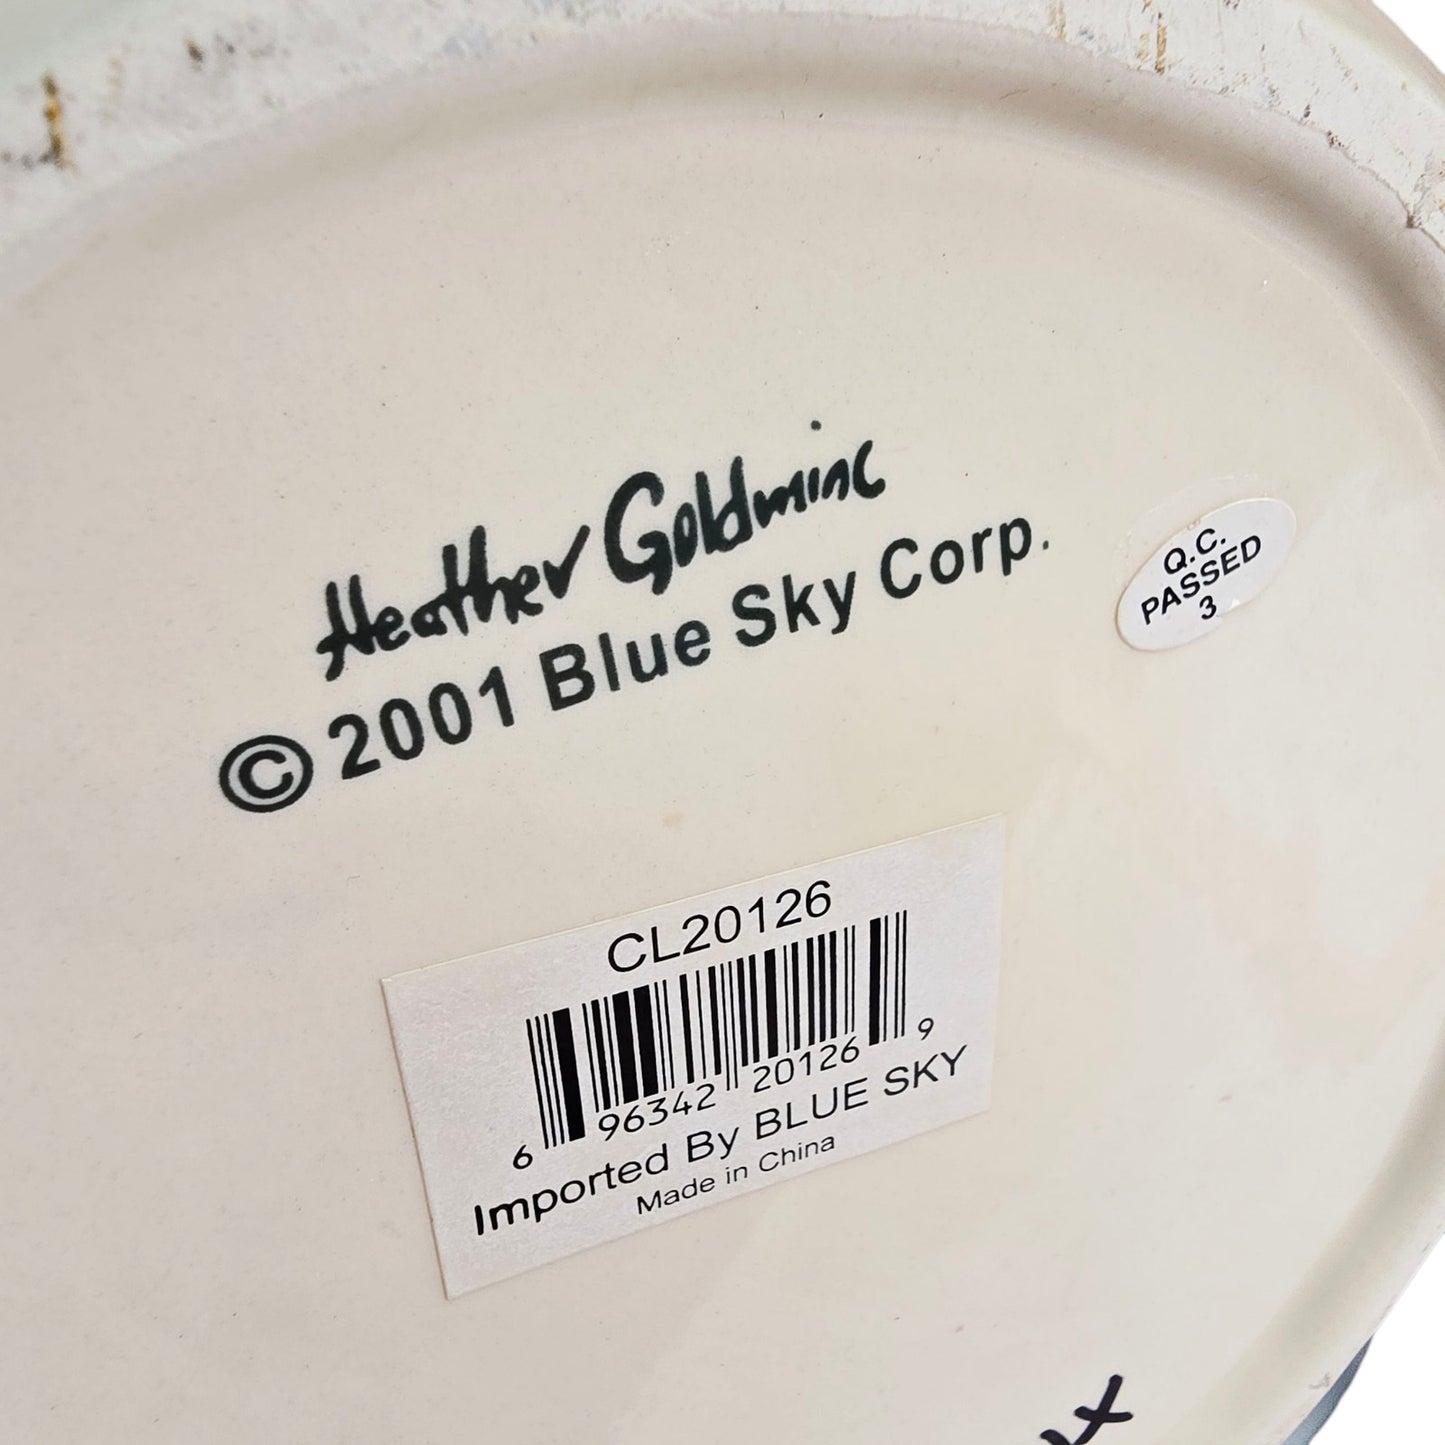 Heather Goldminc
© 2001 Blue Sky Corp.
Q.C.
PASSED
3
CL20126
6 96342 20126 9
Imported By BLUE SKY
Made in China